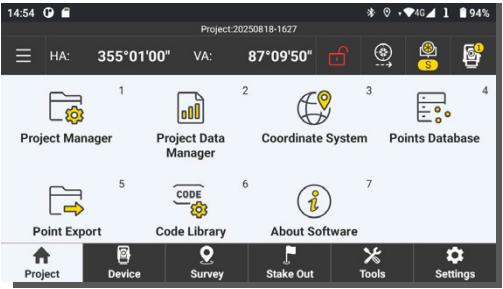 14:54 4G 1 94%
Project:20250818-1627
HA: 355°01'00" VA: 87°09'50" S 1
1 2 3 4
Project Manager Project Data Manager Coordinate System Points Database
CODE
5 6 7
Point Export Code Library About Software
Project Device Survey Stake Out Tools Settings